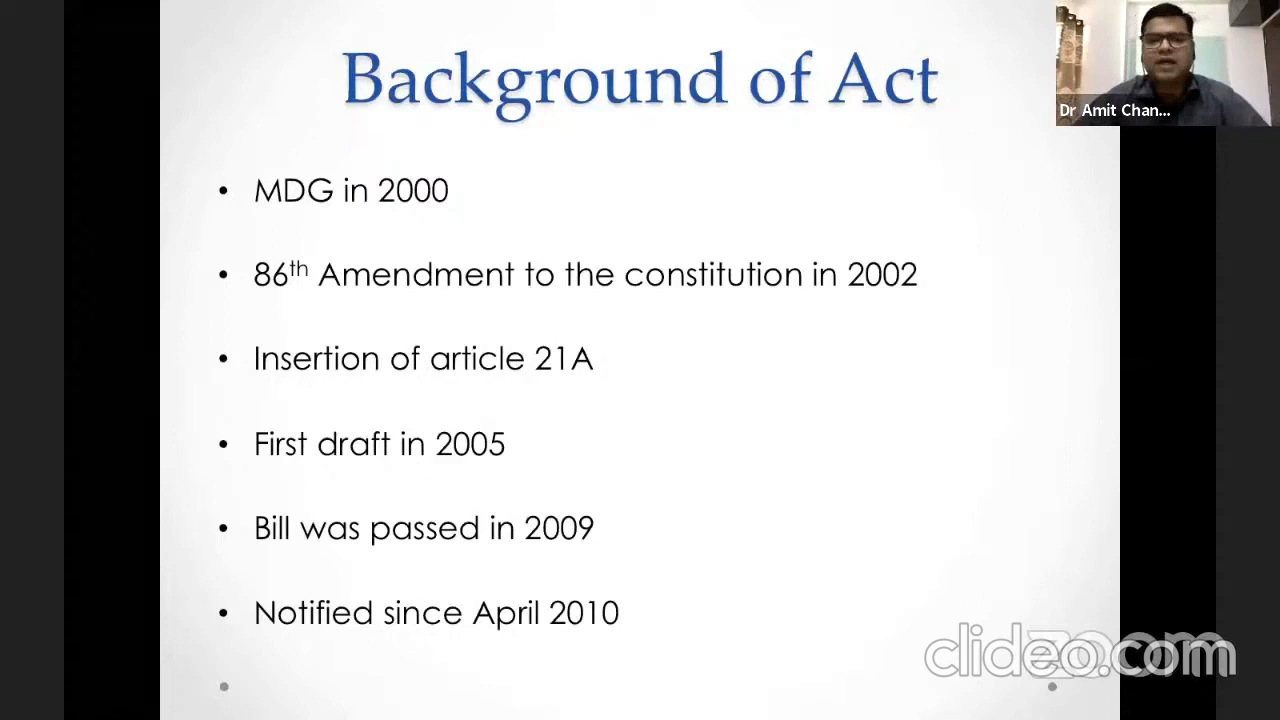 Background of Act
Dr Amit Chan...
• MDG in 2000
• 86th Amendment to the constitution in 2002
• Insertion of article 21A
• First draft in 2005
• Bill was passed in 2009
• Notified since April 2010
clideo.com
zoom